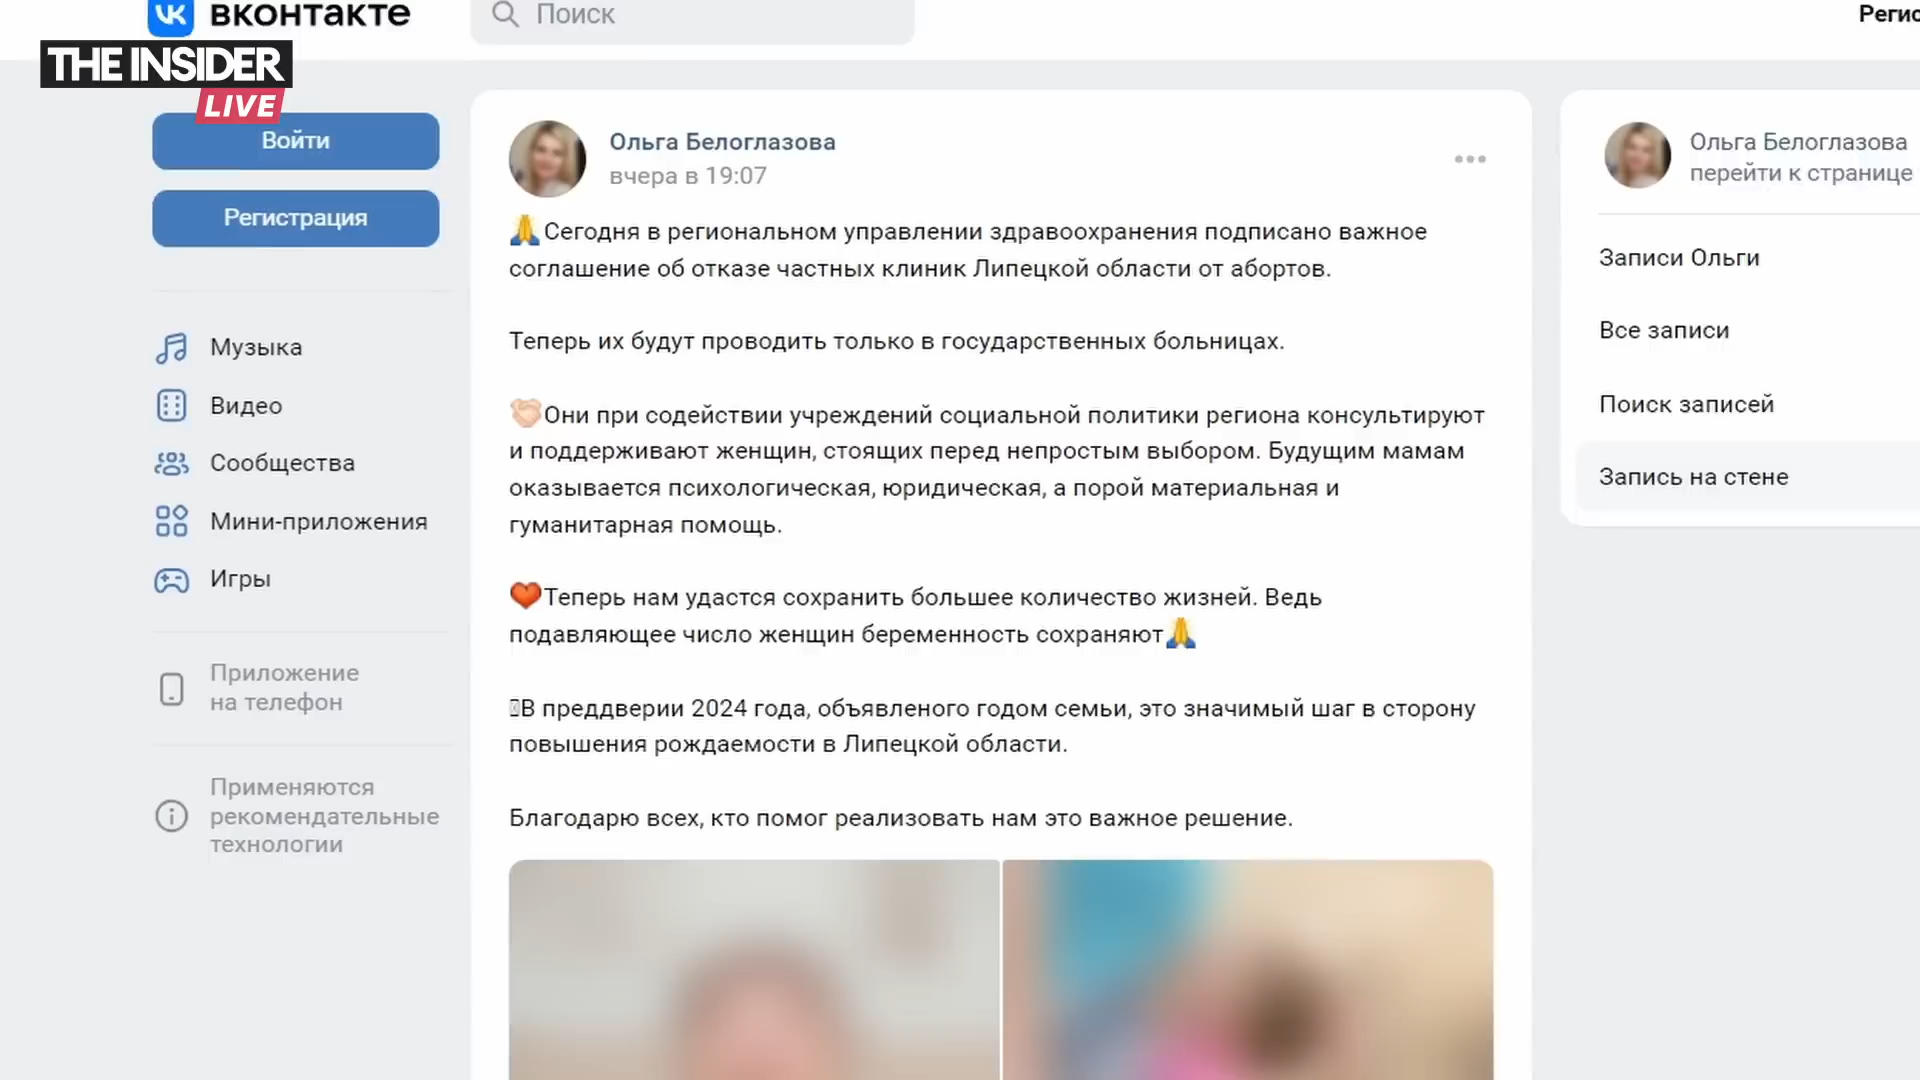 вконтакте
Поиск
THE INSIDER
LIVE
Войти
Регистрация
Музыка
Видео
Сообщества
Мини-приложения
Игры
Приложение
на телефон
Применяются
рекомендательные
технологии
Ольга Белоглазова
вчера в 19:07
🙏Сегодня в региональном управлении здравоохранения подписано важное
соглашение об отказе частных клиник Липецкой области от абортов.
Теперь их будут проводить только в государственных больницах.
🤝Они при содействии учреждений социальной политики региона консультируют
и поддерживают женщин, стоящих перед непростым выбором. Будущим мамам
оказывается психологическая, юридическая, а порой материальная и
гуманитарная помощь.
❤Теперь нам удастся сохранить большее количество жизней. Ведь
подавляющее число женщин беременность сохраняют🙏
В преддверии 2024 года, объявленого годом семьи, это значимый шаг в сторону
повышения рождаемости в Липецкой области.
Благодарю всех, кто помог реализовать нам это важное решение.
Ольга Белоглазова
перейти к странице
Записи Ольги
Все записи
Поиск записей
Запись на стене